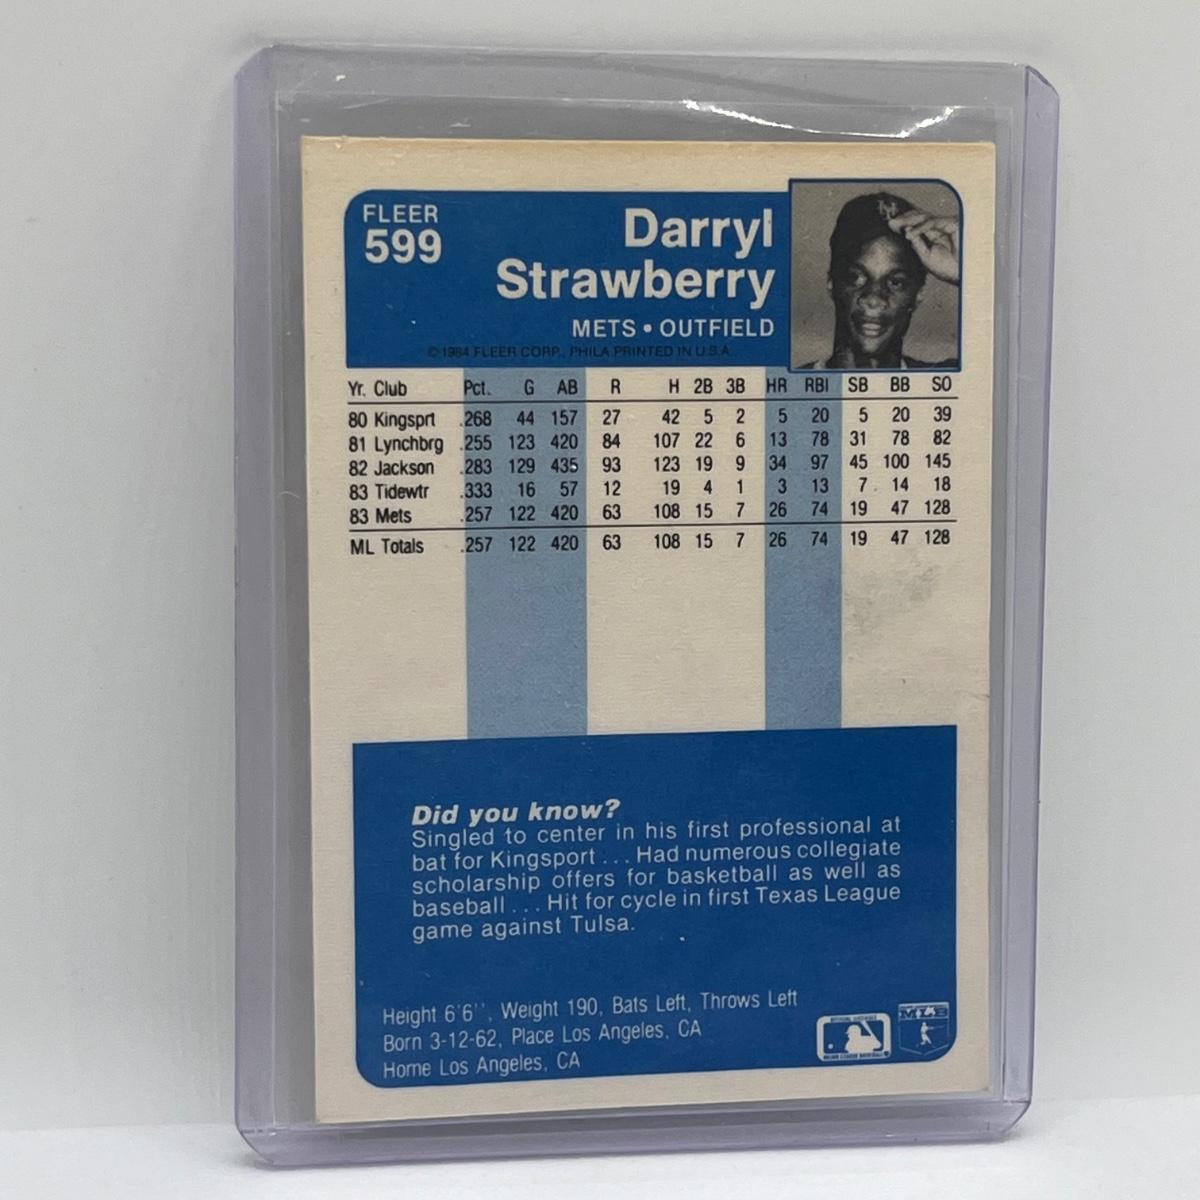 FLEER
599
Darryl
Strawberry
METS • OUTFIELD
©1984 FLEER CORP., PHILA PRINTED IN U.S.A.
Yr. Club Pct. G AB R H 2B 3B HR RBI SB BB SO
80 Kingsprt .268 44 157 27 42 5 2 5 20 5 20 39
81 Lynchbrg .255 123 420 84 107 22 6 13 78 31 78 82
82 Jackson .283 129 435 93 123 19 9 34 97 45 100 145
83 Tidewtr .333 16 57 12 19 4 1 3 13 7 14 18
83 Mets .257 122 420 63 108 15 7 26 74 19 47 128
ML Totals .257 122 420 63 108 15 7 26 74 19 47 128
Did you know?
Singled to center in his first professional at
bat for Kingsport ... Had numerous collegiate
scholarship offers for basketball as well as
baseball ... Hit for cycle in first Texas League
game against Tulsa.
Height 6'6'', Weight 190, Bats Left, Throws Left
Born 3-12-62, Place Los Angeles, CA
Home Los Angeles, CA
MLB